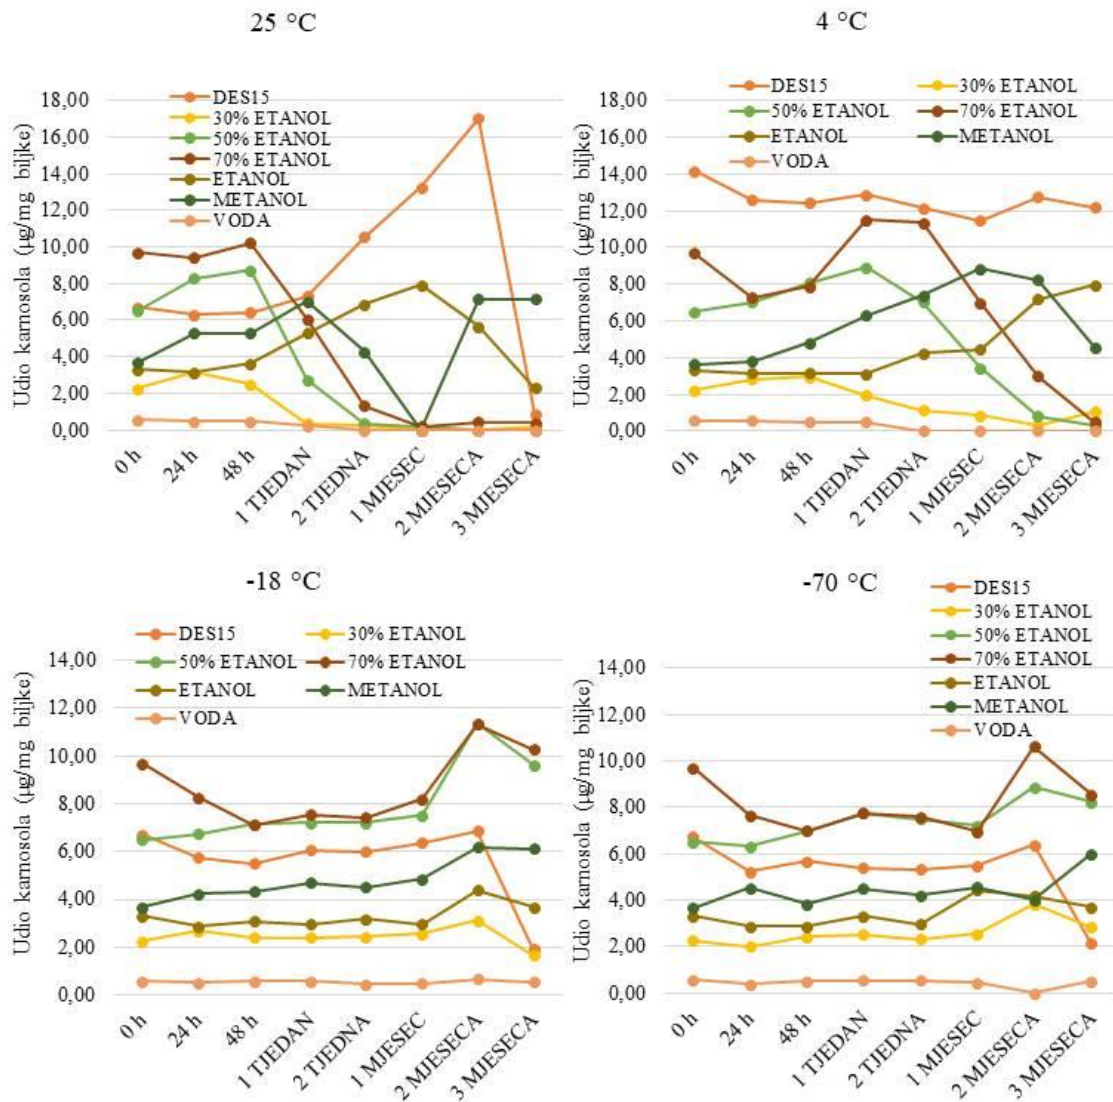 25 °C
DES15
30% ETANOL
50% ETANOL
70% ETANOL
ETANOL
METANOL
VODA
Udio karnosola (µg/mg biljke)
18,00
16,00
14,00
12,00
10,00
8,00
6,00
4,00
2,00
0,00
0 h
24 h
48 h
1 TJEDAN
2 TJEDNA
1 MJESEC
2 MJESECA
3 MJESECA
4 °C
DES15 30% ETANOL
50% ETANOL 70% ETANOL
ETANOL METANOL
VODA
Udio karnosola (µg/mg biljke)
18,00
16,00
14,00
12,00
10,00
8,00
6,00
4,00
2,00
0,00
0 h
24 h
48 h
1 TJEDAN
2 TJEDNA
1 MJESEC
2 MJESECA
3 MJESECA
-18 °C
DES15 30% ETANOL
50% ETANOL 70% ETANOL
ETANOL METANOL
VODA
Udio karnosola (µg/mg biljke)
14,00
12,00
10,00
8,00
6,00
4,00
2,00
0,00
0 h
24 h
48 h
1 TJEDAN
2 TJEDNA
1 MJESEC
2 MJESECA
3 MJESECA
-70 °C
DES15
30% ETANOL
50% ETANOL
70% ETANOL
ETANOL
METANOL
VODA
Udio karnosola (µg/mg biljke)
14,00
12,00
10,00
8,00
6,00
4,00
2,00
0,00
0 h
24 h
48 h
1 TJEDAN
2 TJEDNA
1 MJESEC
2 MJESECA
3 MJESECA